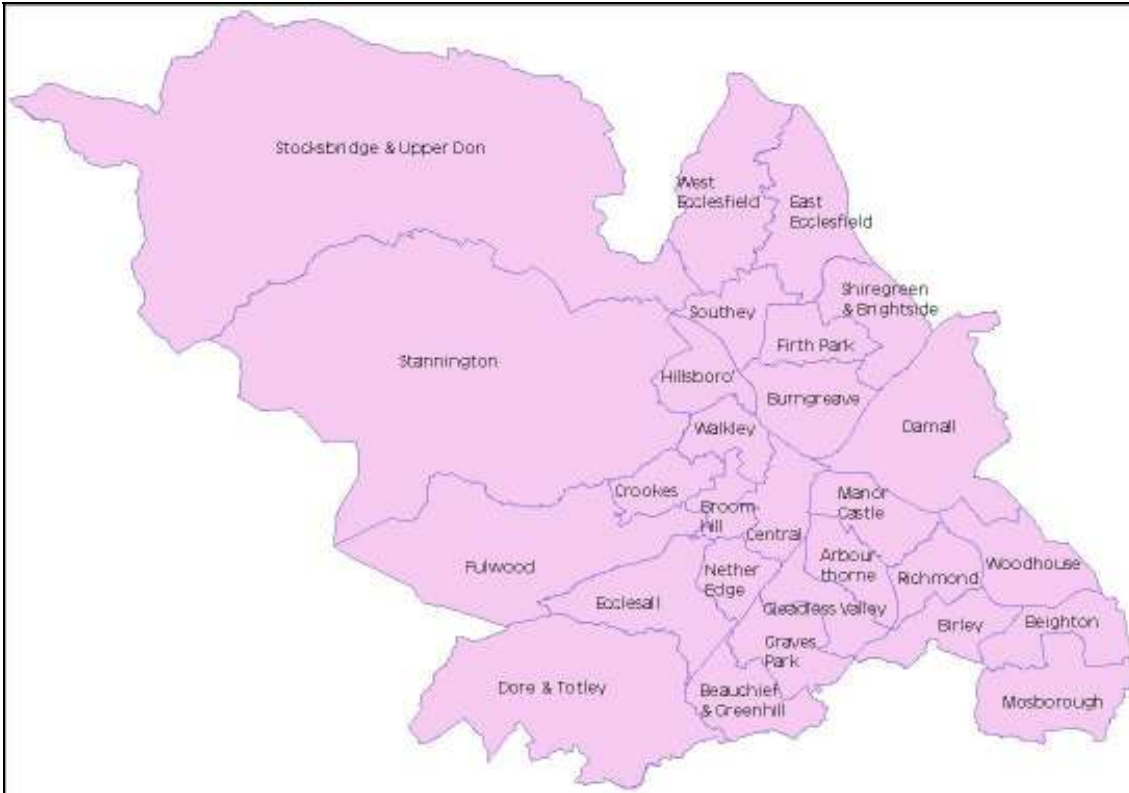 Stocksbridge & Upper Don
West
Ecclesfield
East
Ecclesfield
Shiregreen
& Brightside
Southey
Firth Park
Stannington
Hillsboro'
Burngreave
Darnall
Walkley
Crookes
Manor
Castle
Broom-
hill
Central
Fulwood
Nether
Edge
Arbour-
thorne
Richmond
Woodhouse
Ecclesall
Gleadless Valley
Birley
Beighton
Graves
Park
Dore & Totley
Beauchief
& Greenhill
Mosborough